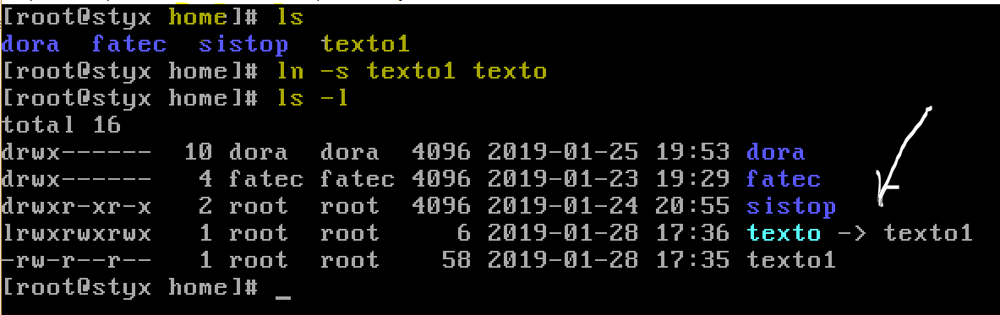 [root@styx home]# ls
dora  fatec  sistop  texto1
[root@styx home]# ln -s texto1 texto
[root@styx home]# ls -l
total 16
drwx------  10 dora  dora  4096 2019-01-25 19:53 dora
drwx------   4 fatec fatec 4096 2019-01-23 19:29 fatec
drwxr-xr-x   2 root  root  4096 2019-01-24 20:55 sistop
lrwxrwxrwx   1 root  root     6 2019-01-28 17:36 texto -> texto1
-rw-r--r--   1 root  root    58 2019-01-28 17:35 texto1
[root@styx home]# _